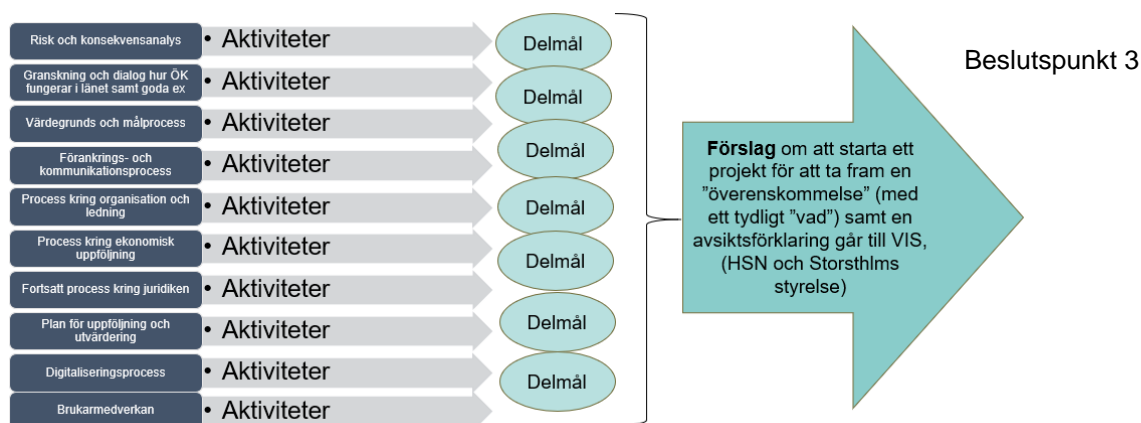 Risk och konsekvensanalys
• Aktiviteter
Delmål
Granskning och dialog hur ÖK
fungerar i länet samt goda ex
• Aktiviteter
Delmål
Värdegrunds och målprocess
• Aktiviteter
Delmål
Förankrings- och
kommunikationsprocess
• Aktiviteter
Process kring organisation och
ledning
• Aktiviteter
Delmål
Process kring ekonomisk
uppföljning
• Aktiviteter
Delmål
Fortsatt process kring juridiken
• Aktiviteter
Plan för uppföljning och
utvärdering
• Aktiviteter
Delmål
Digitaliseringsprocess
• Aktiviteter
Delmål
Brukarmedverkan
• Aktiviteter
Förslag om att starta ett
projekt för att ta fram en
”överenskommelse” (med
ett tydligt ”vad”) samt en
avsiktsförklaring går till VIS,
(HSN och Storsthlms
styrelse)
Beslutspunkt 3